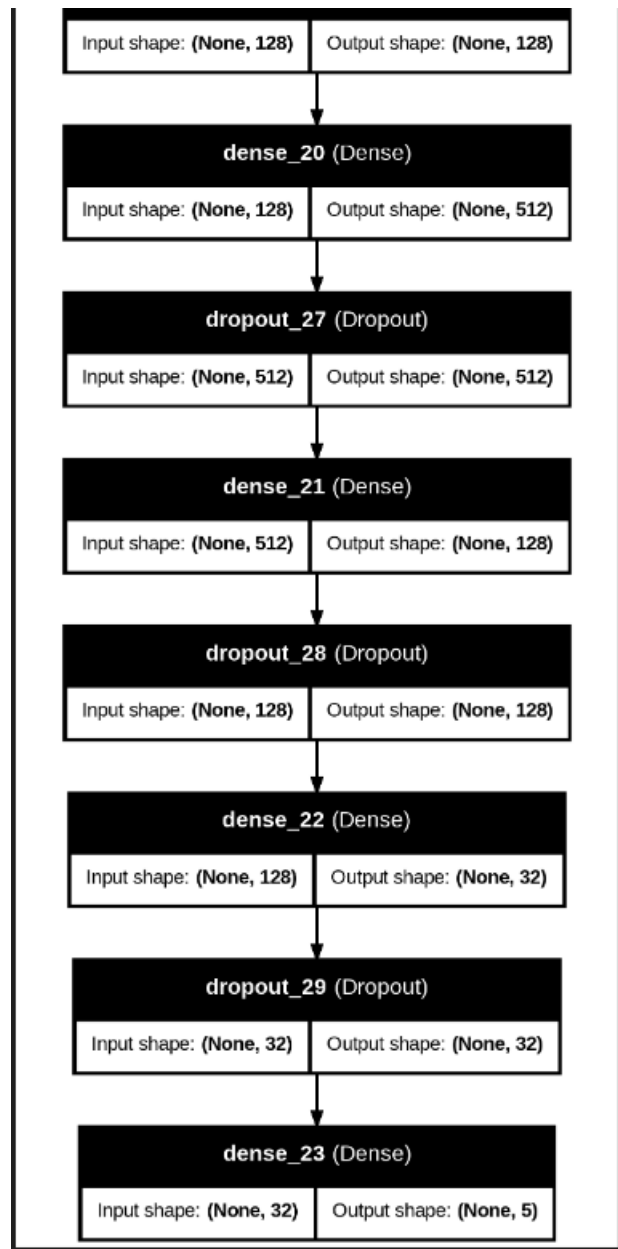 Input shape: (None, 128) Output shape: (None, 128)
dense_20 (Dense)
Input shape: (None, 128) Output shape: (None, 512)
dropout_27 (Dropout)
Input shape: (None, 512) Output shape: (None, 512)
dense_21 (Dense)
Input shape: (None, 512) Output shape: (None, 128)
dropout_28 (Dropout)
Input shape: (None, 128) Output shape: (None, 128)
dense_22 (Dense)
Input shape: (None, 128) Output shape: (None, 32)
dropout_29 (Dropout)
Input shape: (None, 32) Output shape: (None, 32)
dense_23 (Dense)
Input shape: (None, 32) Output shape: (None, 5)